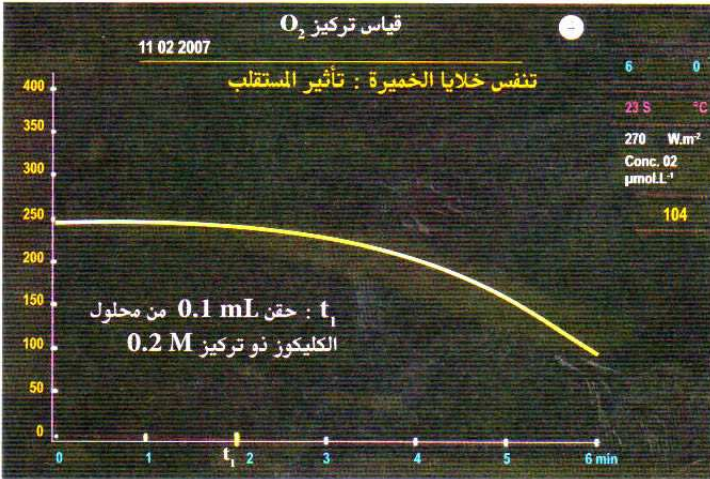 قياس تركيز O₂
11 02 2007
تنفس خلايا الخميرة : تأثير المستقلب
6 0
23 S °C
270 W.m⁻²
Conc. 02
µmol.L⁻¹
104
400
350
300
250
200
150
100
50
0
t₁ : حقن 0.1 mL من محلول
الكليكوز ذو تركيز 0.2 M
0 1 t₁ 2 3 4 5 6 min